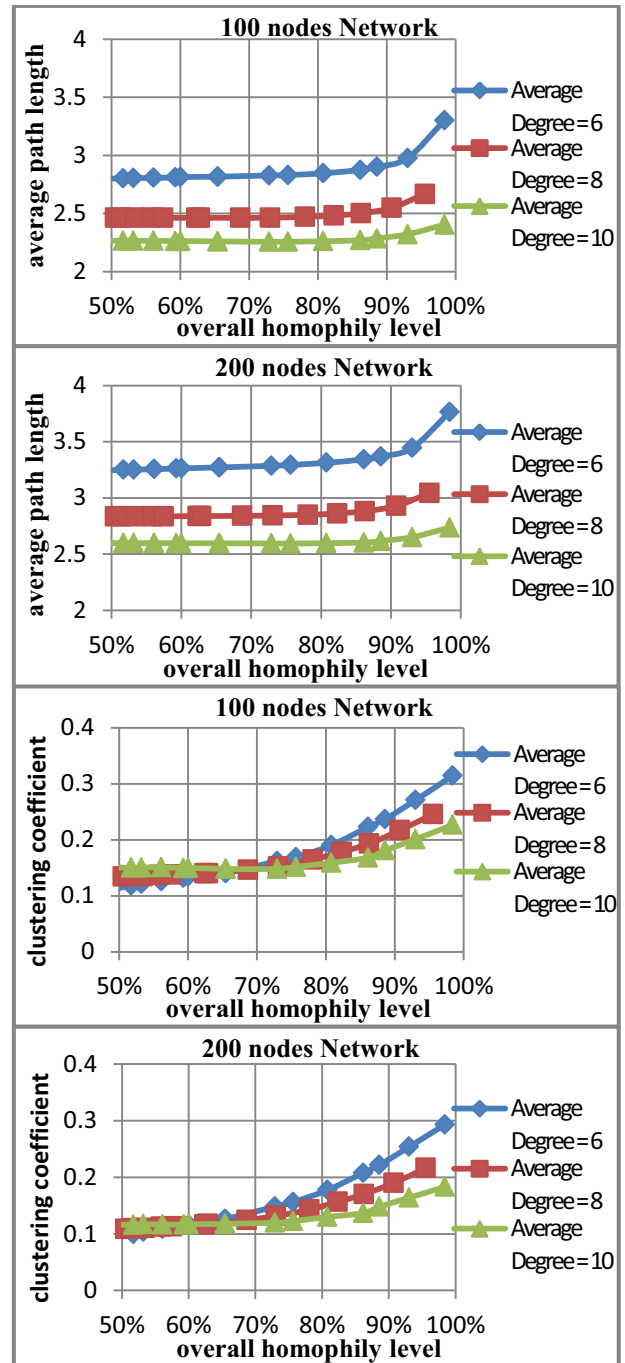 100 nodes Network
average path length
4
3.5
3
2.5
2
50% 60% 70% 80% 90% 100%
overall homophily level
Average
Degree = 6
Average
Degree = 8
Average
Degree = 10
200 nodes Network
average path length
4
3.5
3
2.5
2
50% 60% 70% 80% 90% 100%
overall homophily level
Average
Degree = 6
Average
Degree = 8
Average
Degree = 10
100 nodes Network
clustering coefficient
0.4
0.3
0.2
0.1
0
50% 60% 70% 80% 90% 100%
overall homophily level
Average
Degree = 6
Average
Degree = 8
Average
Degree = 10
200 nodes Network
clustering coefficient
0.4
0.3
0.2
0.1
0
50% 60% 70% 80% 90% 100%
overall homophily level
Average
Degree = 6
Average
Degree = 8
Average
Degree = 10